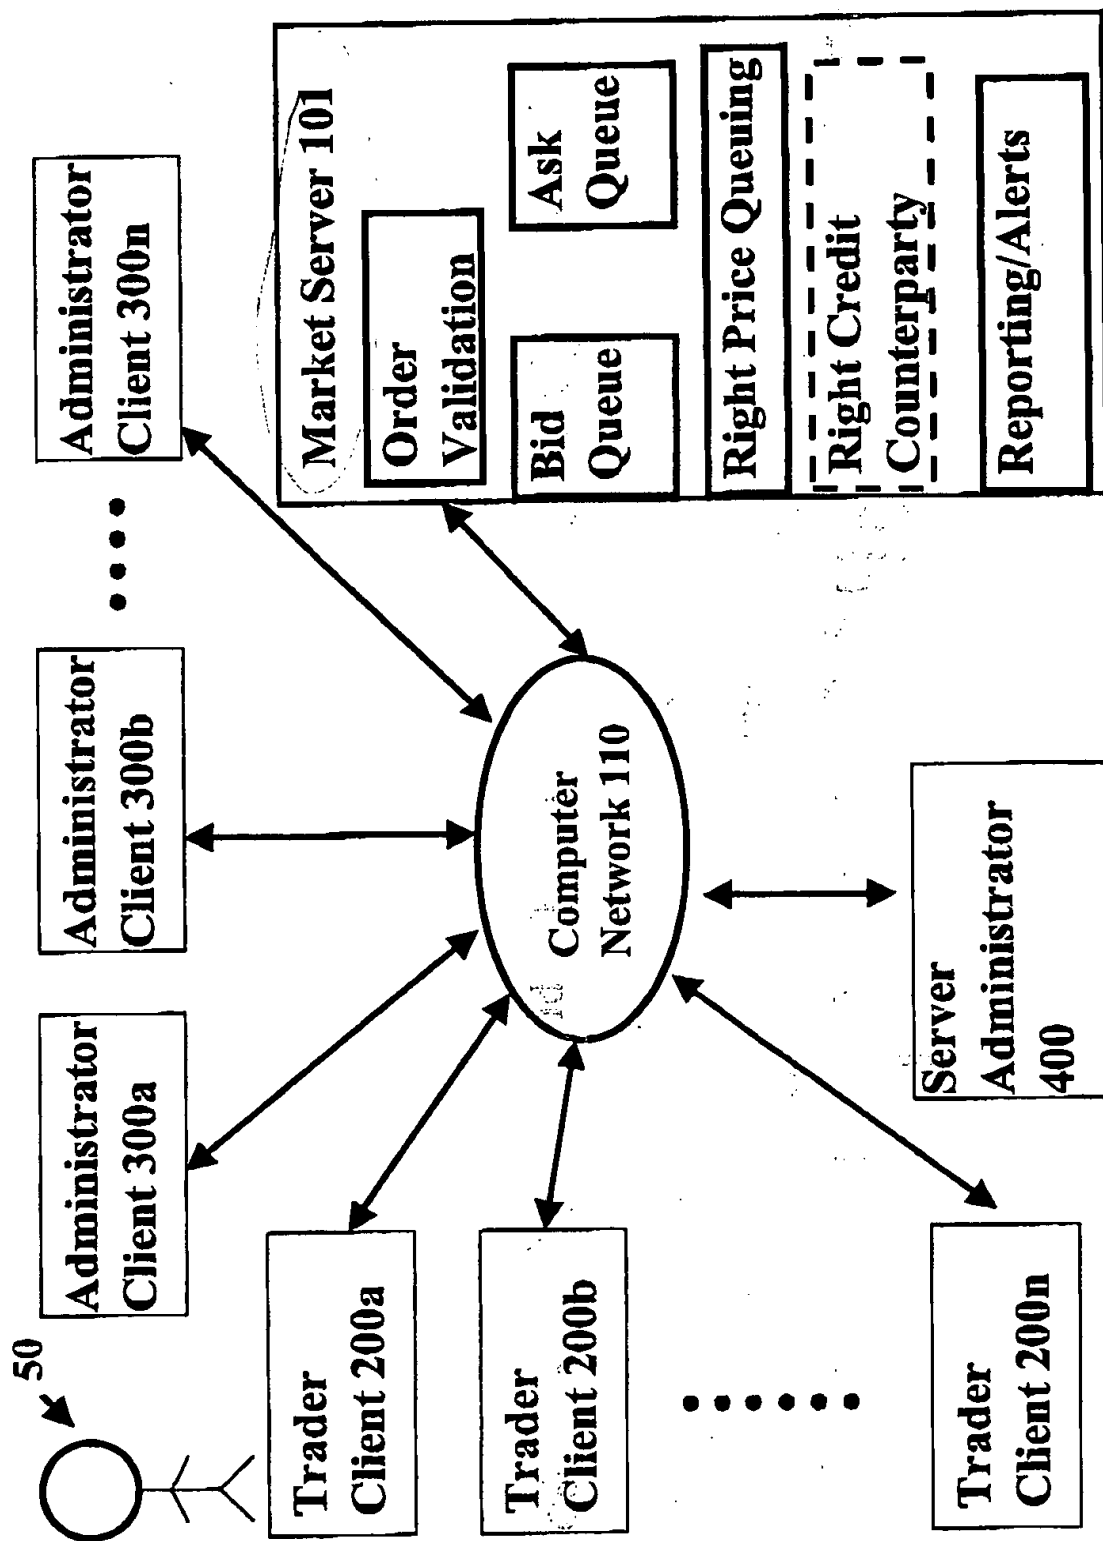 50
Administrator
Client 300a
Administrator
Client 300b
Administrator
Client 300n
Trader
Client 200a
Trader
Client 200b
Trader
Client 200n
Computer
Network 110
Server
Administrator
400
Market Server 101
Order
Validation
Bid
Queue
Ask
Queue
Right Price Queuing
Right Credit
Counterparty
Reporting/Alerts